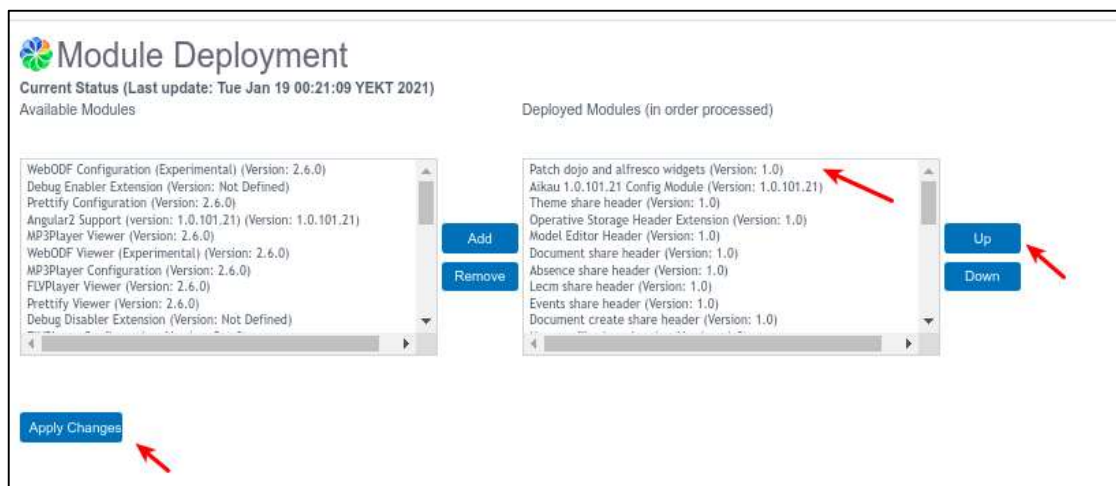 Module Deployment
Current Status (Last update: Tue Jan 19 00:21:09 YEKT 2021)
Available Modules
WebODF Configuration (Experimental) (Version: 2.6.0)
Debug Enabler Extension (Version: Not Defined)
Prettify Configuration (Version: 2.6.0)
Angular2 Support (version: 1.0.101.21) (Version: 1.0.101.21)
MP3Player Viewer (Version: 2.6.0)
WebODF Viewer (Experimental) (Version: 2.6.0)
MP3Player Configuration (Version: 2.6.0)
FLVPlayer Viewer (Version: 2.6.0)
Prettify Viewer (Version: 2.6.0)
Debug Disabler Extension (Version: Not Defined)
Add
Remove
Deployed Modules (in order processed)
Patch dojo and alfresco widgets (Version: 1.0)
Aikau 1.0.101.21 Config Module (Version: 1.0.101.21)
Theme share header (Version: 1.0)
Operative Storage Header Extension (Version: 1.0)
Model Editor Header (Version: 1.0)
Document share header (Version: 1.0)
Absence share header (Version: 1.0)
Lecm share header (Version: 1.0)
Events share header (Version: 1.0)
Document create share header (Version: 1.0)
Up
Down
Apply Changes